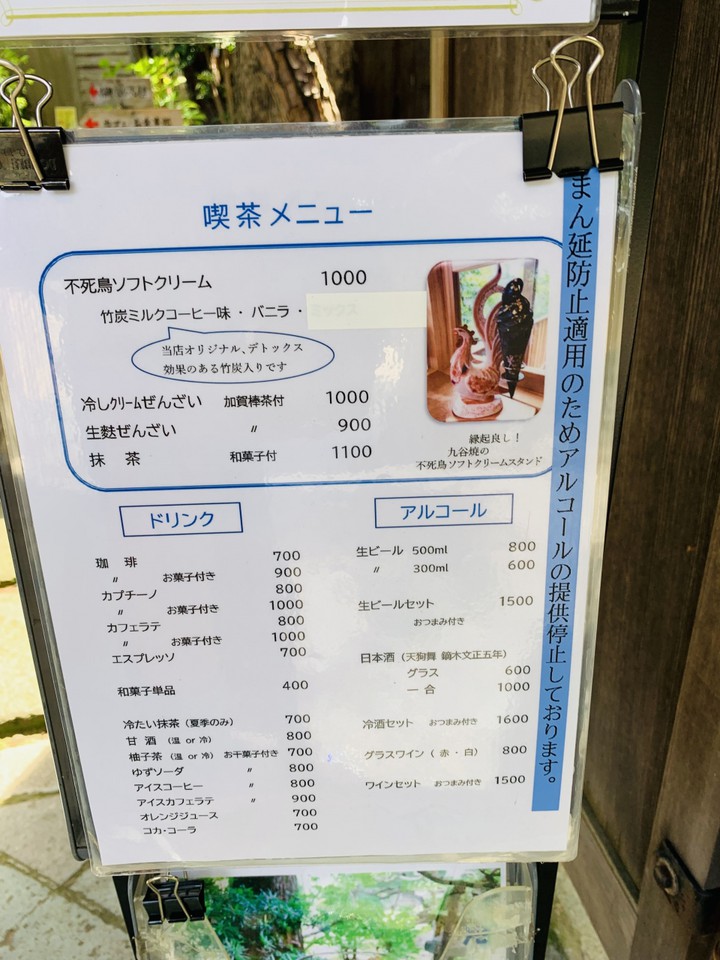 喫茶メニュー
不死鳥ソフトクリーム 1000
竹炭ミルクコーヒー味・バニラ・
当店オリジナル、デトックス
効果のある竹炭入りです
冷しクリームぜんざい 加賀棒茶付 1000
生麩ぜんざい 〃 900
抹 茶 和菓子付 1100
縁起良し！
九谷焼の
不死鳥ソフトクリームスタンド
ドリンク
珈 琲 700
〃 お菓子付き 900
カプチーノ 800
〃 お菓子付き 1000
カフェラテ 800
〃 お菓子付き 1000
エスプレッソ 700
和菓子単品 400
冷たい抹茶（夏季のみ） 700
甘 酒 （温 or 冷） 800
柚子茶 （温 or 冷） お干菓子付き 700
ゆずソーダ 〃 800
アイスコーヒー 〃 800
アイスカフェラテ 〃 900
オレンジジュース 700
コカ・コーラ 700
アルコール
生ビール 500ml 800
〃 300ml 600
生ビールセット 1500
おつまみ付き
日本酒（天狗舞 鏑木文正五年）
グラス 600
一 合 1000
冷酒セット おつまみ付き 1600
グラスワイン（ 赤 ・ 白） 800
ワインセット おつまみ付き 1500
まん延防止適用のためアルコールの提供停止しております。